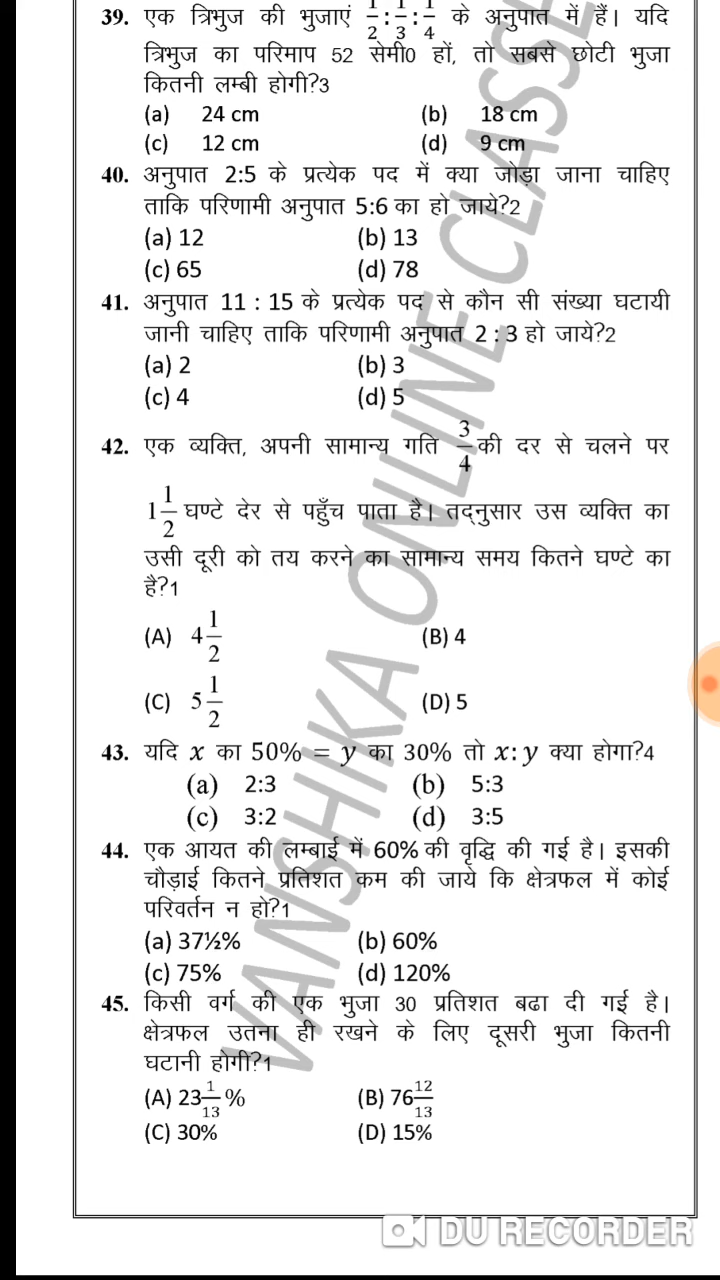 39. एक त्रिभुज की भुजाएं 1/2 : 1/3 : 1/4 के अनुपात में हैं। यदि
त्रिभुज का परिमाप 52 सेमी0 हों, तो सबसे छोटी भुजा
कितनी लम्बी होगी?3
(a) 24 cm (b) 18 cm
(c) 12 cm (d) 9 cm
40. अनुपात 2:5 के प्रत्येक पद में क्या जोड़ा जाना चाहिए
ताकि परिणामी अनुपात 5:6 का हो जाये?2
(a) 12 (b) 13
(c) 65 (d) 78
41. अनुपात 11 : 15 के प्रत्येक पद से कौन सी संख्या घटायी
जानी चाहिए ताकि परिणामी अनुपात 2 : 3 हो जाये?2
(a) 2 (b) 3
(c) 4 (d) 5
42. एक व्यक्ति, अपनी सामान्य गति 3/4 की दर से चलने पर
1 1/2 घण्टे देर से पहुँच पाता है। तद्नुसार उस व्यक्ति का
उसी दूरी को तय करने का सामान्य समय कितने घण्टे का
है?1
(A) 4 1/2 (B) 4
(C) 5 1/2 (D) 5
43. यदि x का 50% = y का 30% तो x:y क्या होगा?4
(a) 2:3 (b) 5:3
(c) 3:2 (d) 3:5
44. एक आयत की लम्बाई में 60% की वृद्धि की गई है। इसकी
चौड़ाई कितने प्रतिशत कम की जाये कि क्षेत्रफल में कोई
परिवर्तन न हो?1
(a) 37½% (b) 60%
(c) 75% (d) 120%
45. किसी वर्ग की एक भुजा 30 प्रतिशत बढा दी गई है।
क्षेत्रफल उतना ही रखने के लिए दूसरी भुजा कितनी
घटानी होगी?1
(A) 23 1/13 % (B) 76 12/13
(C) 30% (D) 15%
VANSHIKA ONLINE CLASSE
DU RECORDER